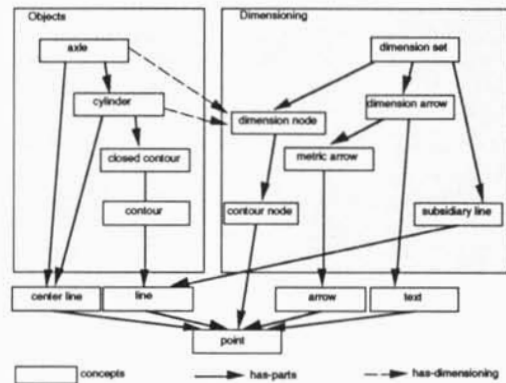 Objects
Dimensioning
axle
dimension set
cylinder
dimension arrow
dimension node
closed contour
metric arrow
contour
contour node
subsidiary line
center line
line
arrow
text
point
concepts
has-parts
has-dimensioning